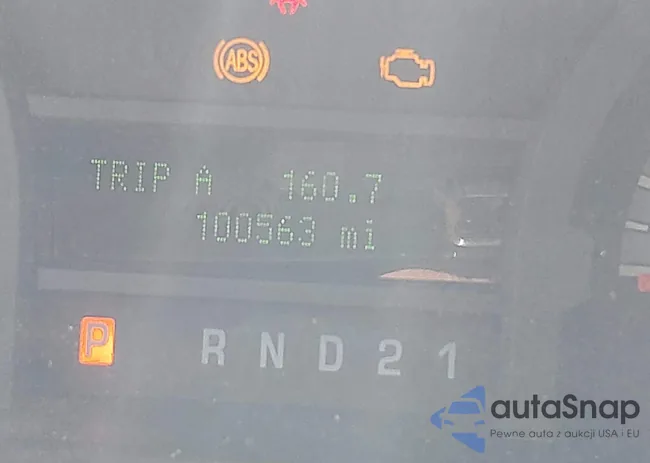 ABS
TRIP A 160.7
100563 mi
P R N D 2 1
autaSnap
Pewne auta z aukcji USA i EU